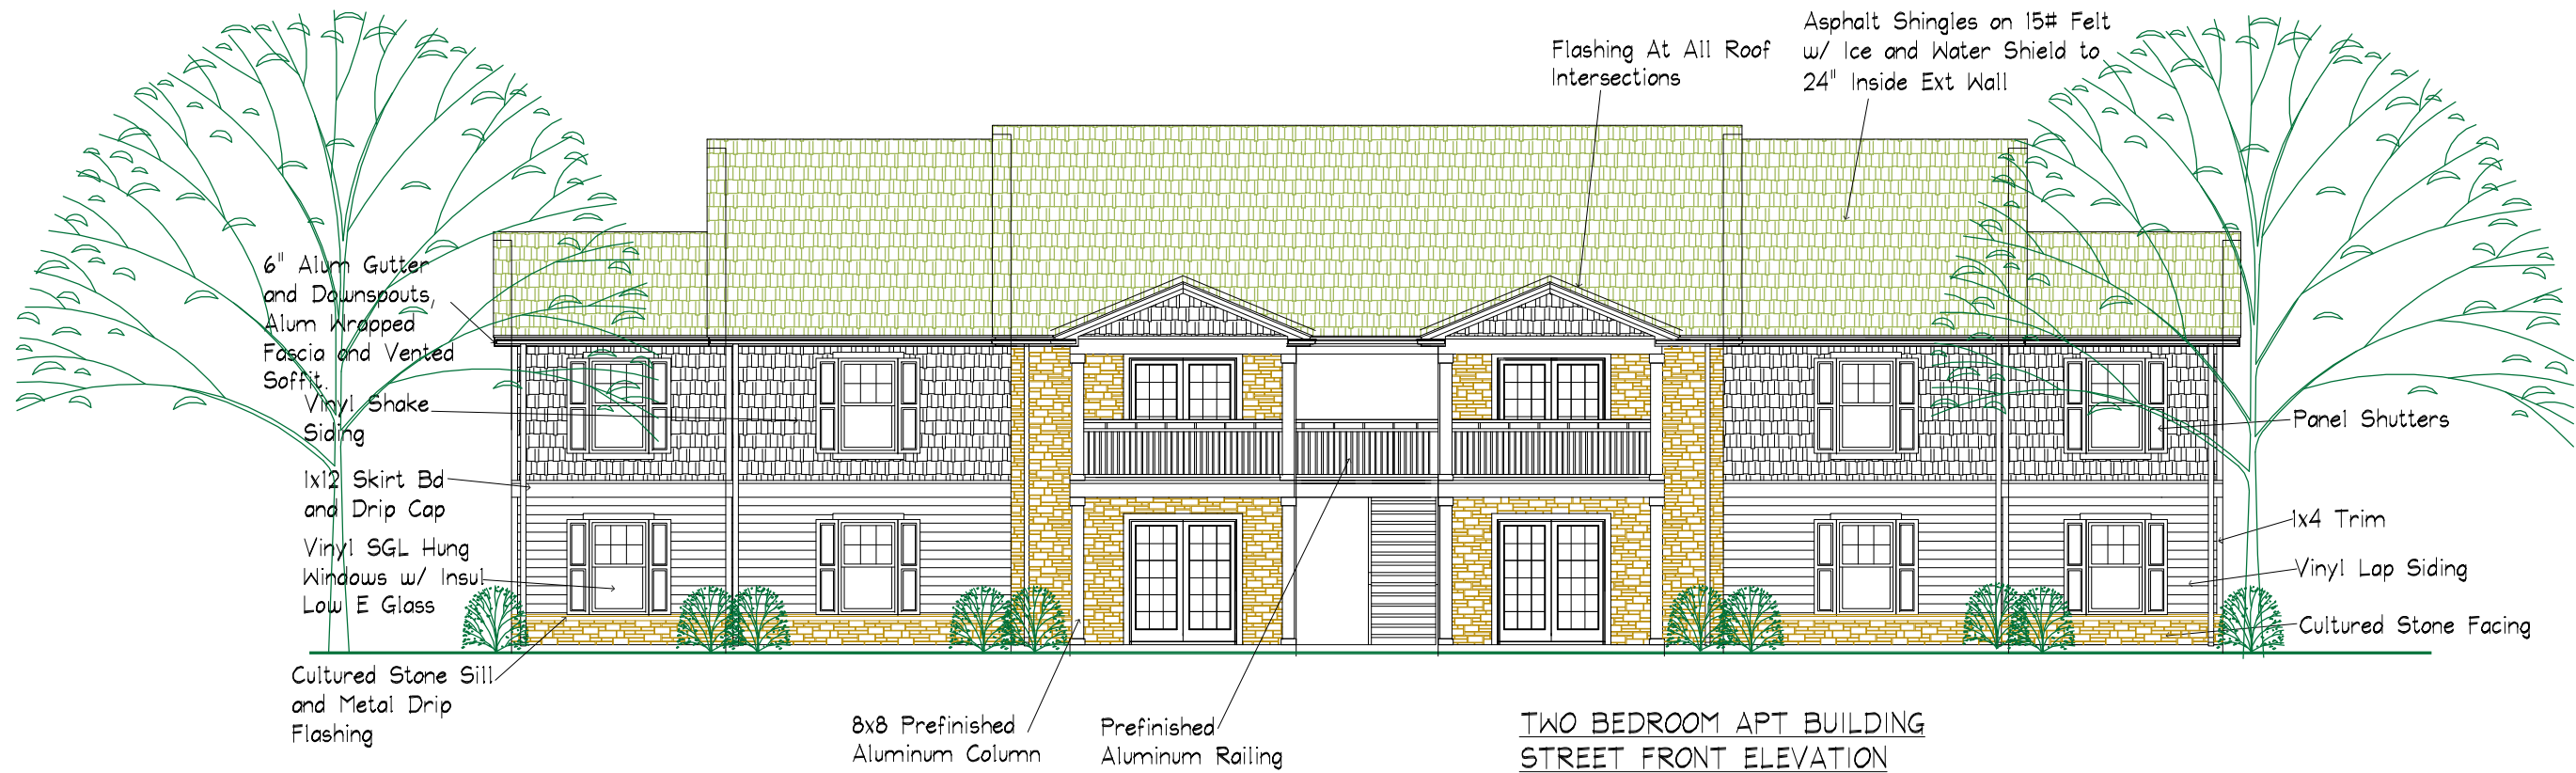 Asphalt Shingles on 15# Felt
w/ Ice and Water Shield to
24" Inside Ext Wall
Flashing At All Roof
Intersections
6" Alum Gutter
and Downspouts,
Alum Wrapped
Fascia and Vented
Soffit.
Vinyl Shake
Siding
1x12 Skirt Bd
and Drip Cap
Vinyl SGL Hung
Windows w/ Insul
Low E Glass
Cultured Stone Sill
and Metal Drip
Flashing
8x8 Prefinished
Aluminum Column
Prefinished
Aluminum Railing
Panel Shutters
1x4 Trim
Vinyl Lap Siding
Cultured Stone Facing
TWO BEDROOM APT BUILDING
STREET FRONT ELEVATION